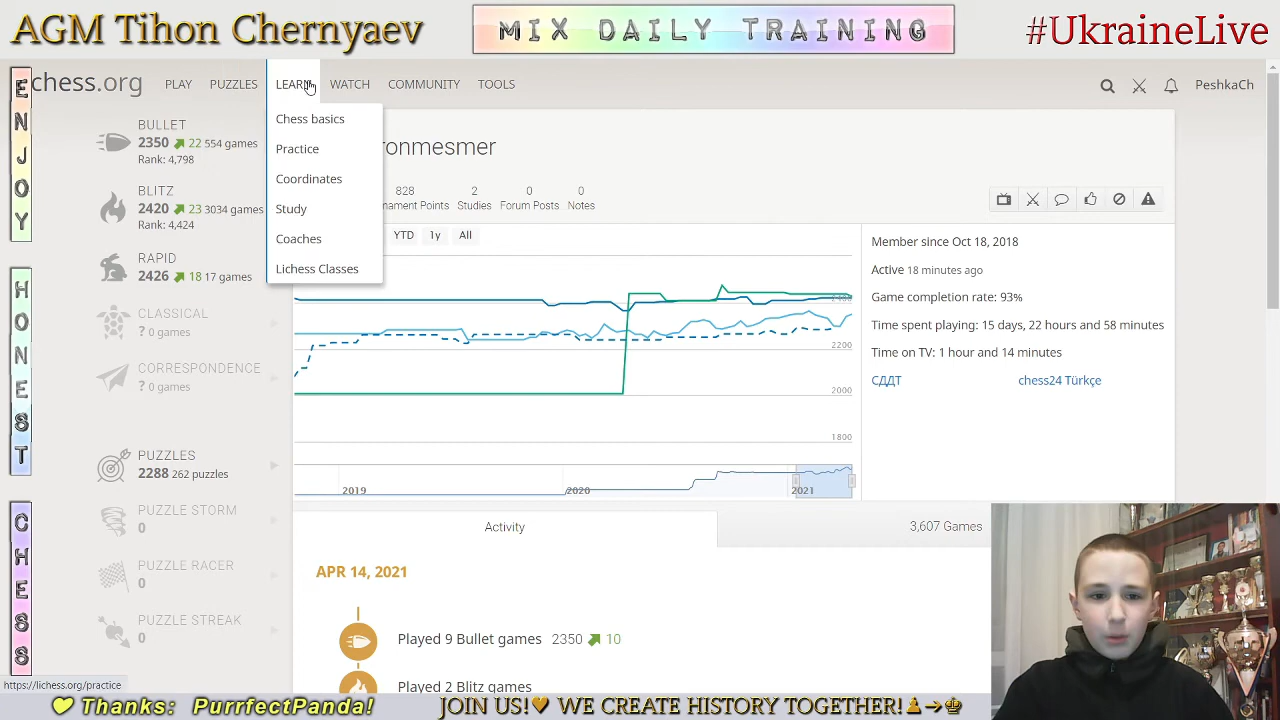 AGM Tihon Chernyaev
MIX DAILY TRAINING
#UkraineLive
ENJOY
HONEST
CHESS
lichess.org
PLAY
PUZZLES
LEARN
WATCH
COMMUNITY
TOOLS
PeshkaCh
Chess basics
Practice
Coordinates
Study
Coaches
Lichess Classes
BULLET
2350 22 554 games
Rank: 4,798
BLITZ
2420 23 3034 games
Rank: 4,424
RAPID
2426 18 17 games
CLASSICAL
? 0 games
CORRESPONDENCE
? 0 games
PUZZLES
2288 262 puzzles
PUZZLE STORM
0
PUZZLE RACER
0
PUZZLE STREAK
0
ronmesmer
828
nament Points
2
Studies
0
Forum Posts
0
Notes
YTD 1y All
2400
2200
2000
1800
2019 2020 2021
Member since Oct 18, 2018
Active 18 minutes ago
Game completion rate: 93%
Time spent playing: 15 days, 22 hours and 58 minutes
Time on TV: 1 hour and 14 minutes
СДДТ chess24 Türkçe
Activity
3,607 Games
APR 14, 2021
Played 9 Bullet games 2350 10
Played 2 Blitz games
https://lichess.org/practice
Thanks: PurrfectPanda!
JOIN US! WE CREATE HISTORY TOGETHER!